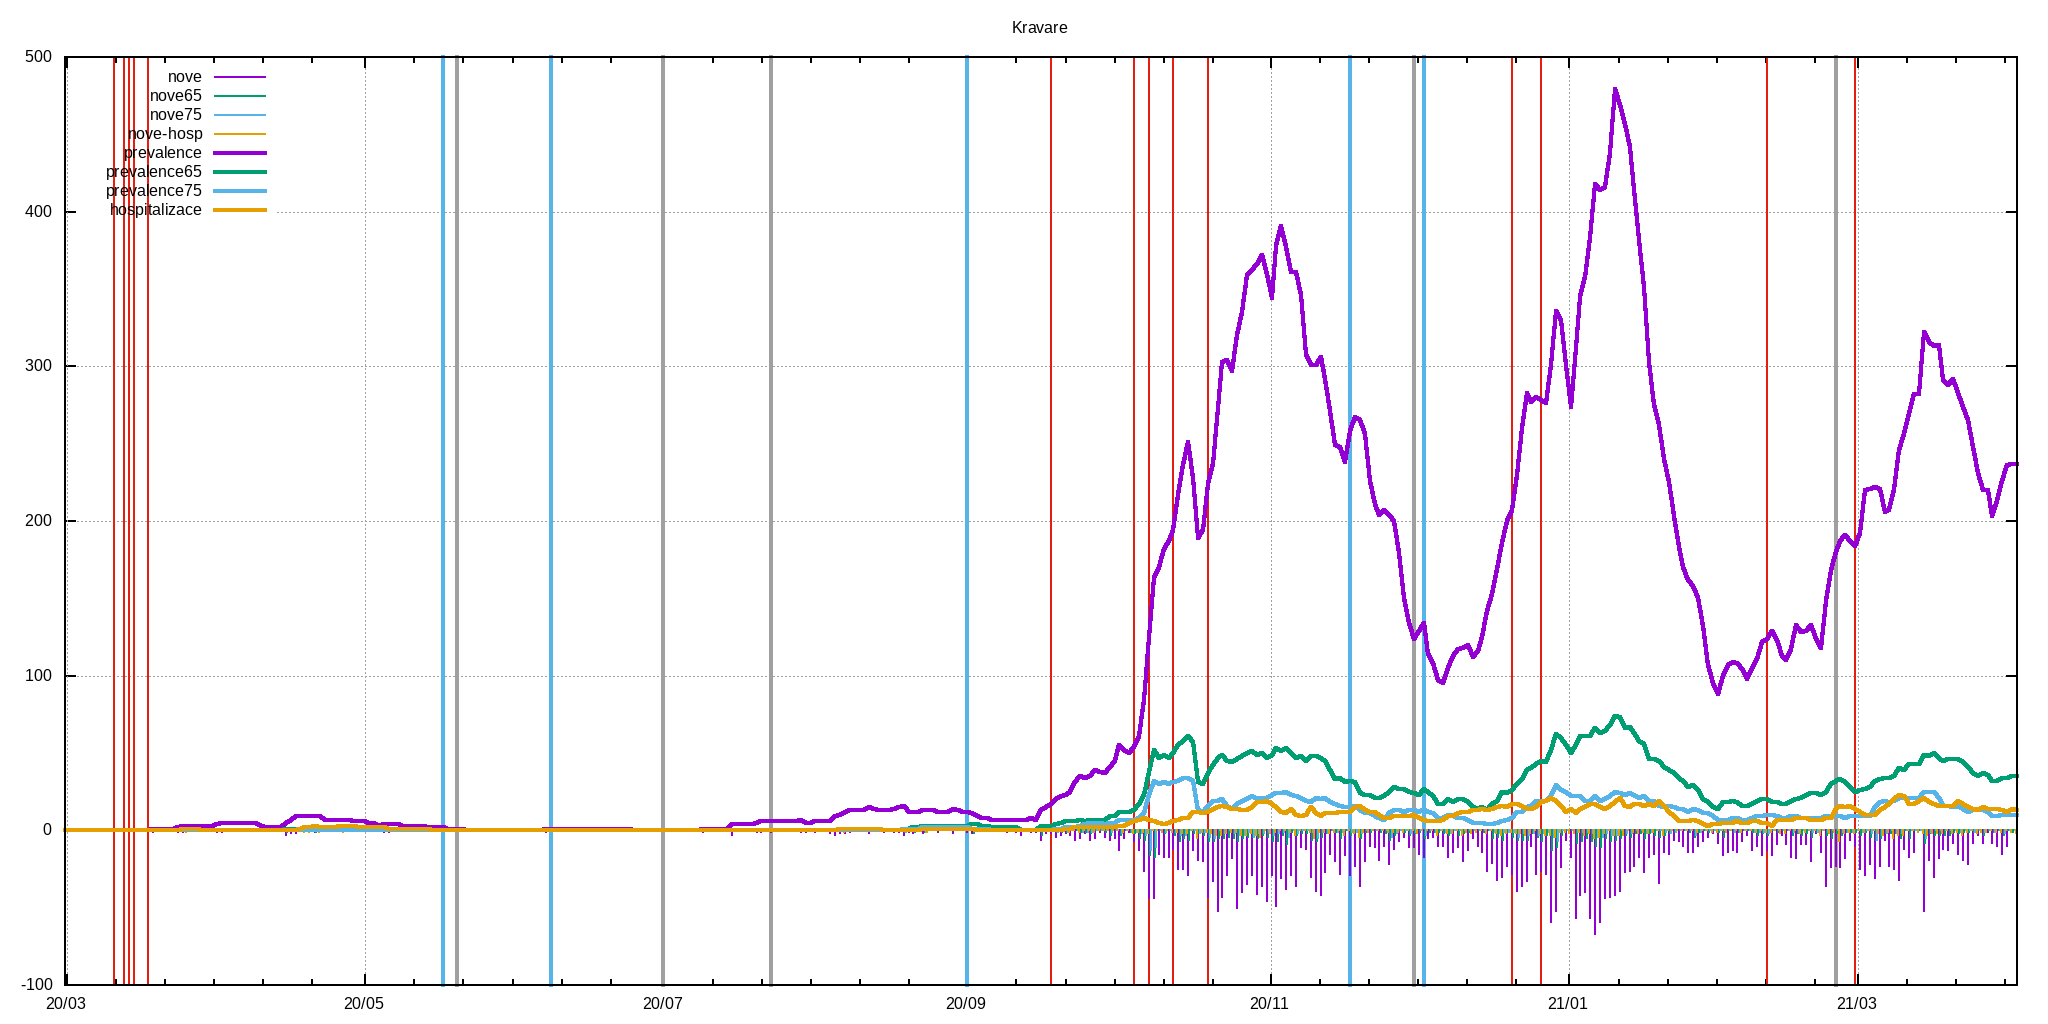 Kravare
500
nove
nove65
nove75
nove-hosp
prevalence
prevalence65
prevalence75
hospitalizace
400
300
200
100
0
-100
20/03 20/05 20/07 20/09 20/11 21/01 21/03